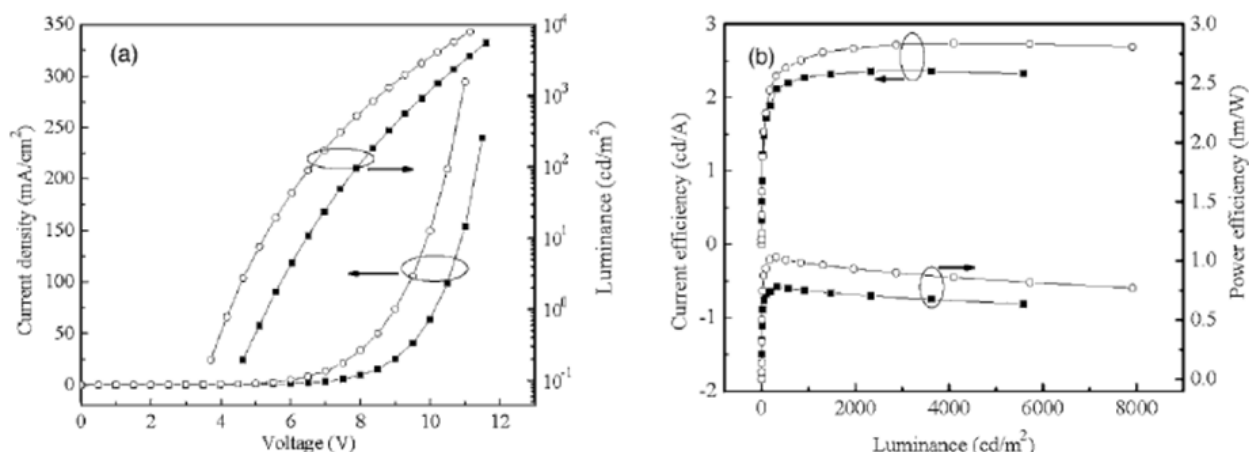 (a)
350
300
250
200
150
100
50
0
Current density (mA/cm²)
0 2 4 6 8 10 12
Voltage (V)
10⁴
10³
10²
10¹
10⁰
10⁻¹
Luminance (cd/m²)
(b)
3
2
1
0
-1
-2
Current efficiency (cd/A)
0 2000 4000 6000 8000
Luminance (cd/m²)
3.0
2.5
2.0
1.5
1.0
0.5
0.0
Power efficiency (lm/W)